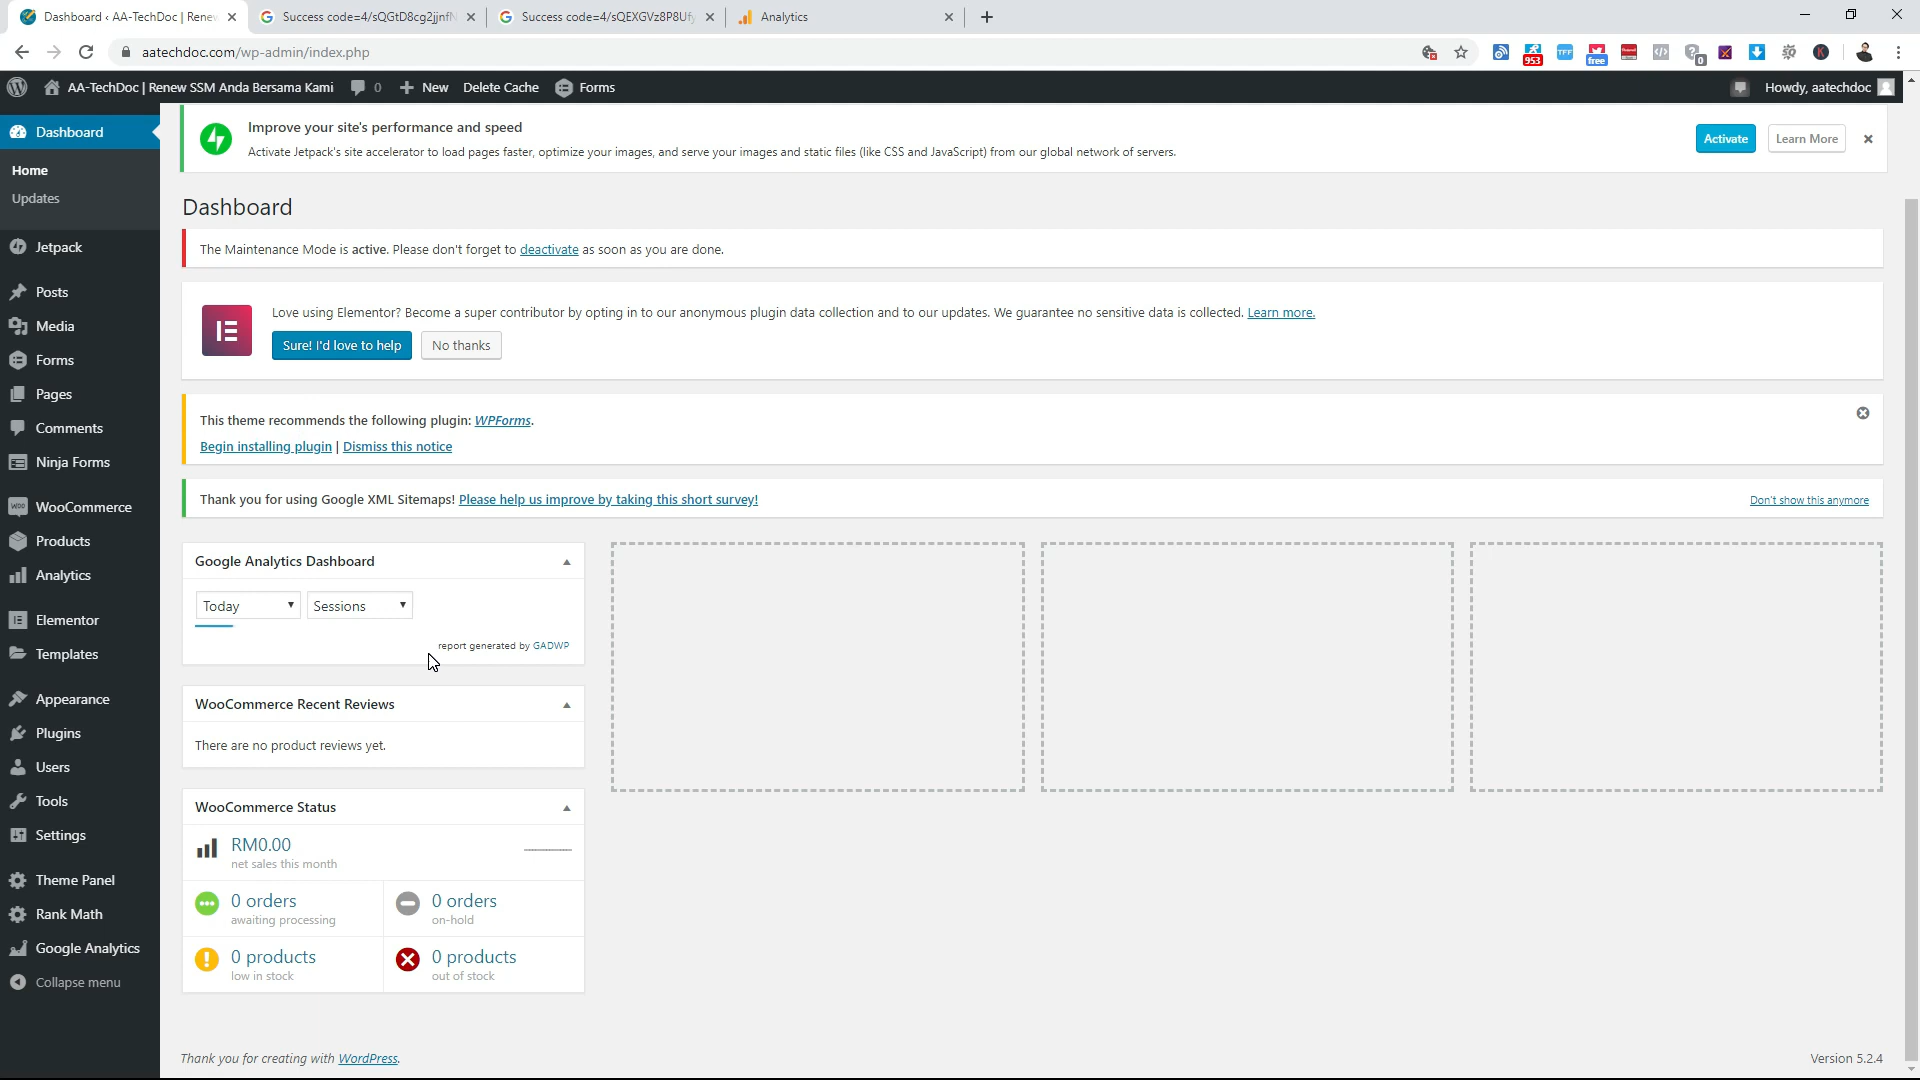 Dashboard ‹ AA-TechDoc | Renew
Success code=4/sQGtD8cg2jjnfN
Success code=4/sQEXGVz8P8Ufy
Analytics
aatechdoc.com/wp-admin/index.php
953
TFF
free
0
K
AA-TechDoc | Renew SSM Anda Bersama Kami
0
New
Delete Cache
Forms
Howdy, aatechdoc
Dashboard
Home
Updates
Jetpack
Posts
Media
Forms
Pages
Comments
Ninja Forms
WooCommerce
Products
Analytics
Elementor
Templates
Appearance
Plugins
Users
Tools
Settings
Theme Panel
Rank Math
Google Analytics
Collapse menu
Improve your site's performance and speed
Activate Jetpack's site accelerator to load pages faster, optimize your images, and serve your images and static files (like CSS and JavaScript) from our global network of servers.
Activate
Learn More
Dashboard
The Maintenance Mode is active. Please don't forget to deactivate as soon as you are done.
Love using Elementor? Become a super contributor by opting in to our anonymous plugin data collection and to our updates. We guarantee no sensitive data is collected. Learn more.
Sure! I'd love to help
No thanks
This theme recommends the following plugin: WPForms.
Begin installing plugin | Dismiss this notice
Thank you for using Google XML Sitemaps! Please help us improve by taking this short survey!
Don't show this anymore
Google Analytics Dashboard
Today
Sessions
report generated by GADWP
WooCommerce Recent Reviews
There are no product reviews yet.
WooCommerce Status
RM0.00
net sales this month
0 orders
awaiting processing
0 orders
on-hold
0 products
low in stock
0 products
out of stock
Thank you for creating with WordPress.
Version 5.2.4